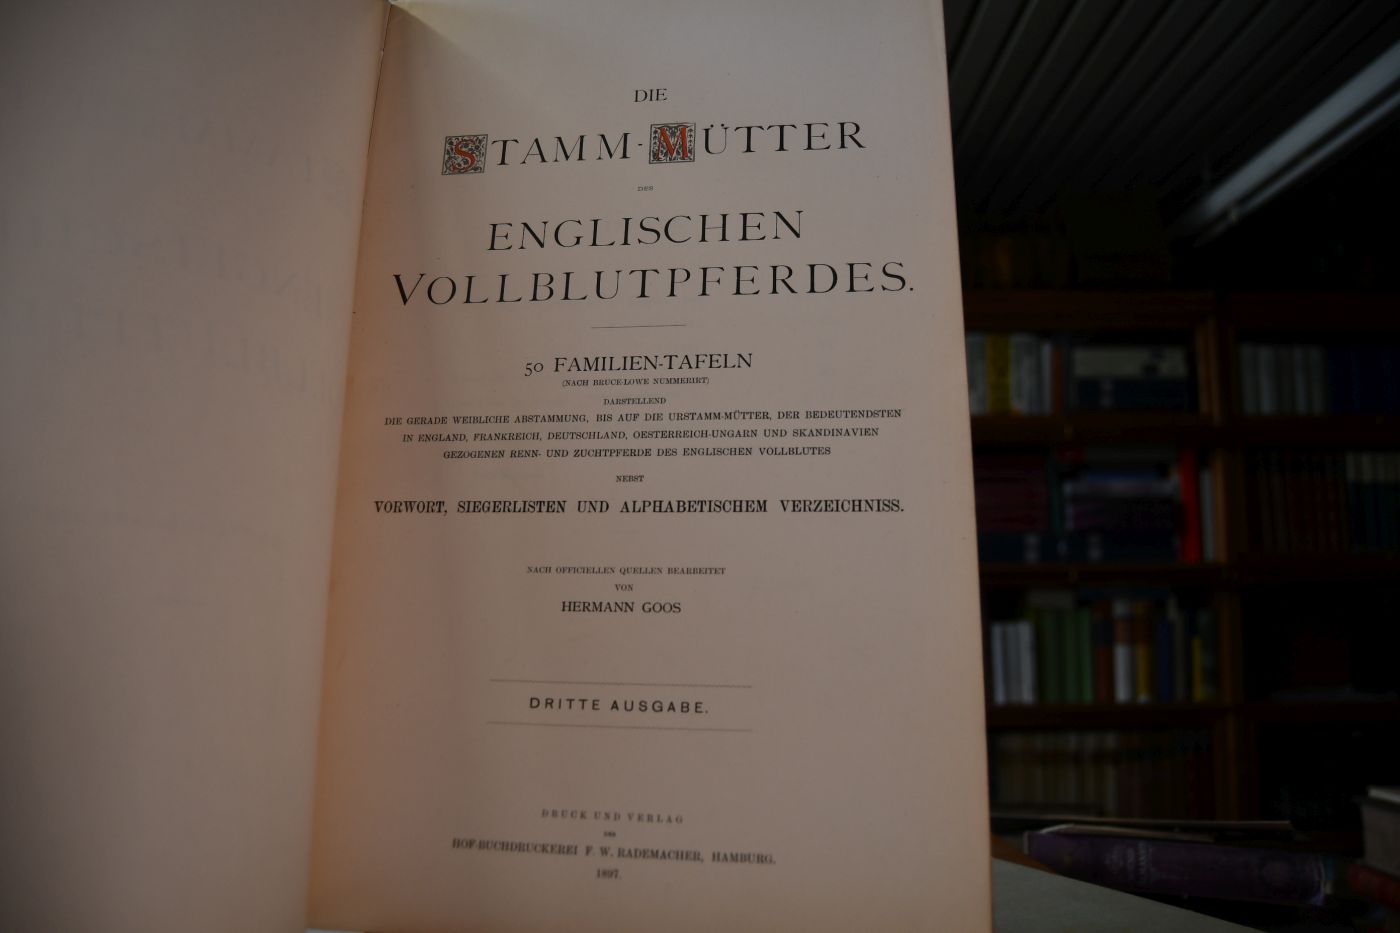 DIE
STAMM-MÜTTER
DES
ENGLISCHEN
VOLLBLUTPFERDES.
50 FAMILIEN-TAFELN
(NACH BRUCE-LOWE NUMMERIRT)
DARSTELLEND
DIE GERADE WEIBLICHE ABSTAMMUNG, BIS AUF DIE URSTAMM-MÜTTER, DER BEDEUTENDSTEN
IN ENGLAND, FRANKREICH, DEUTSCHLAND, OESTERREICH-UNGARN UND SKANDINAVIEN
GEZOGENEN RENN- UND ZUCHTPFERDE DES ENGLISCHEN VOLLBLUTES
NEBST
VORWORT, SIEGERLISTEN UND ALPHABETISCHEM VERZEICHNISS.
NACH OFFICIELLEN QUELLEN BEARBEITET
VON
HERMANN GOOS
DRITTE AUSGABE.
DRUCK UND VERLAG
DER
HOF-BUCHDRUCKEREI F. W. RADEMACHER, HAMBURG.
1897.